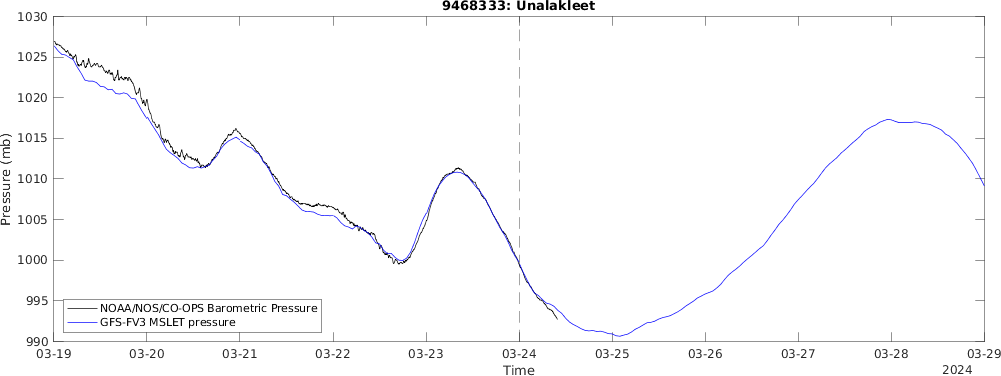 9468333: Unalakleet
Pressure (mb)
1030
1025
1020
1015
1010
1005
1000
995
990
NOAA/NOS/CO-OPS Barometric Pressure
GFS-FV3 MSLET pressure
03-19 03-20 03-21 03-22 03-23 03-24 03-25 03-26 03-27 03-28 03-29
Time
2024